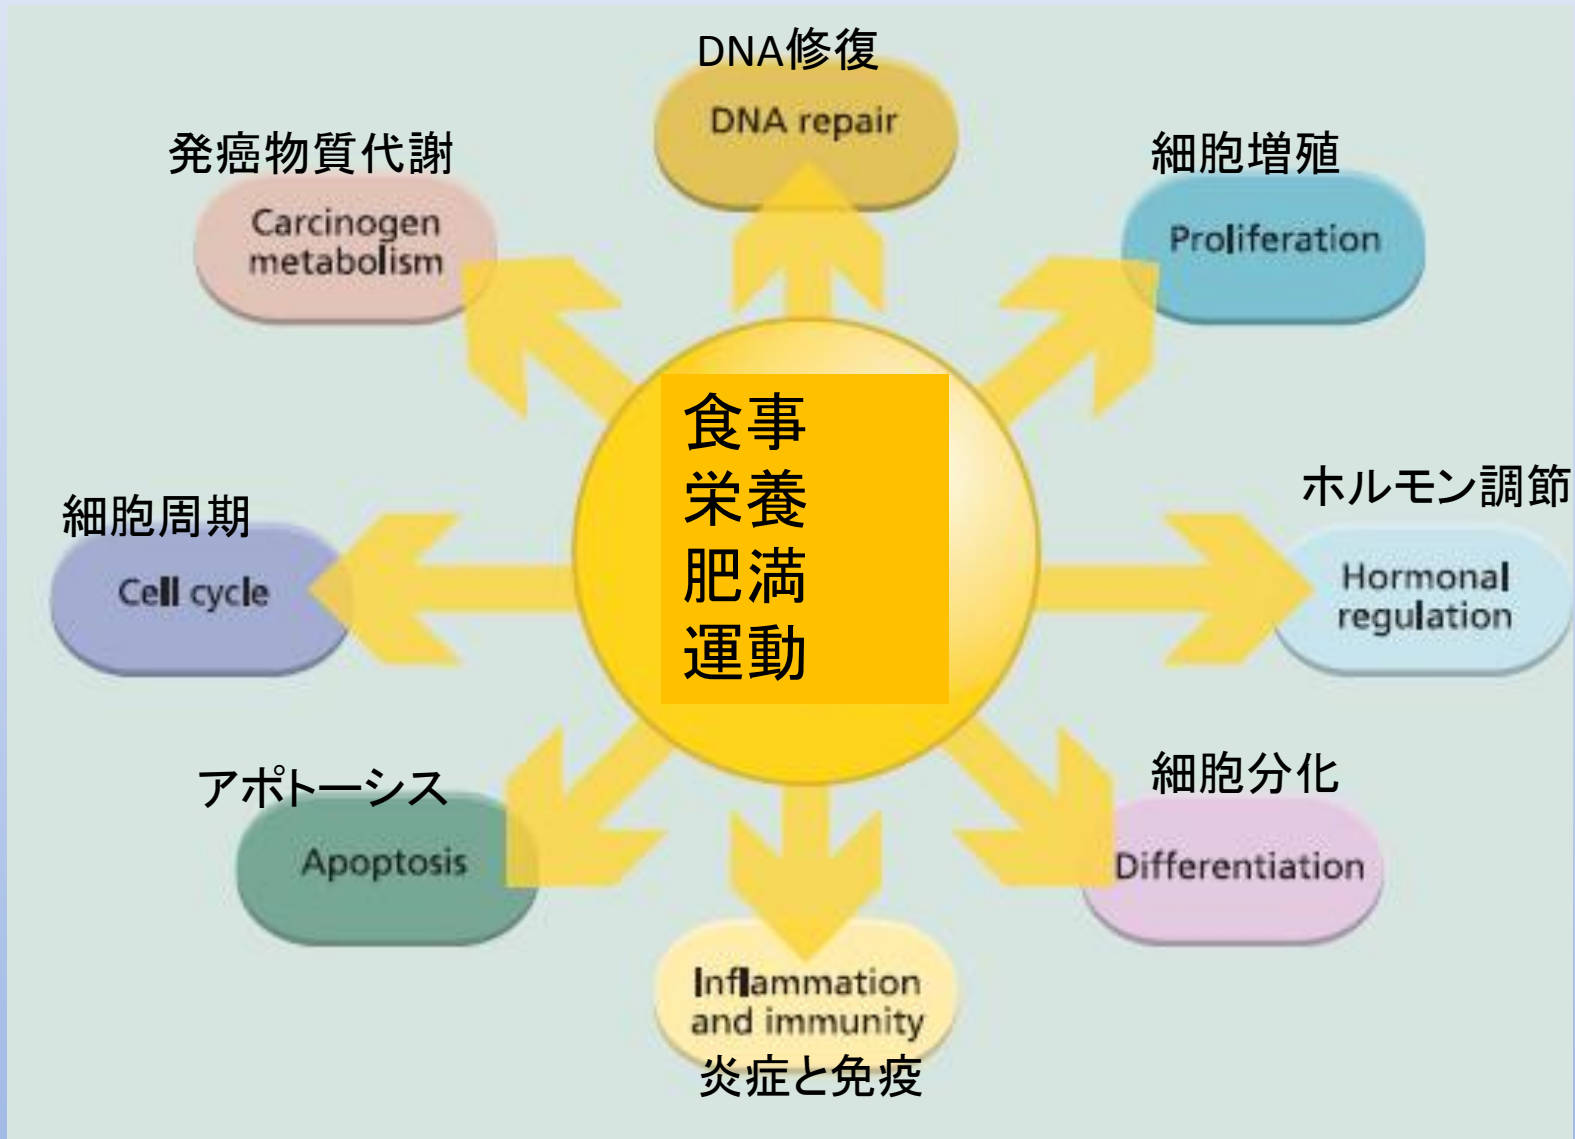 DNA修復
DNA repair
発癌物質代謝
Carcinogen
metabolism
細胞増殖
Proliferation
食事
栄養
肥満
運動
細胞周期
Cell cycle
ホルモン調節
Hormonal
regulation
アポトーシス
Apoptosis
細胞分化
Differentiation
Inflammation
and immunity
炎症と免疫